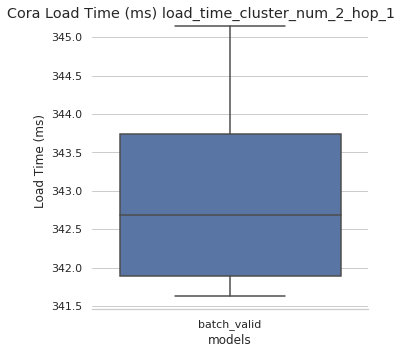 Cora Load Time (ms) load_time_cluster_num_2_hop_1
345.0
344.5
344.0
343.5
343.0
342.5
342.0
341.5
Load Time (ms)
batch_valid
models